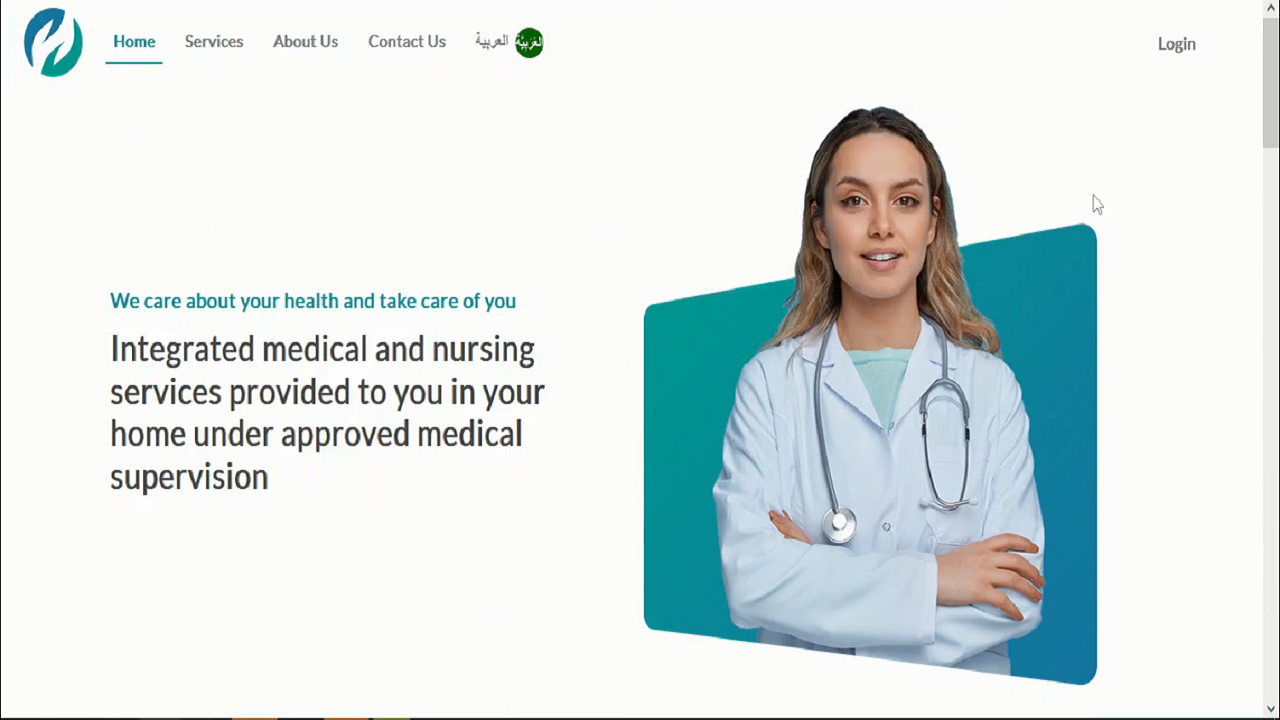 Home Services About Us Contact Us العربية العَرَبِيَّة Login
We care about your health and take care of you
Integrated medical and nursing
services provided to you in your
home under approved medical
supervision